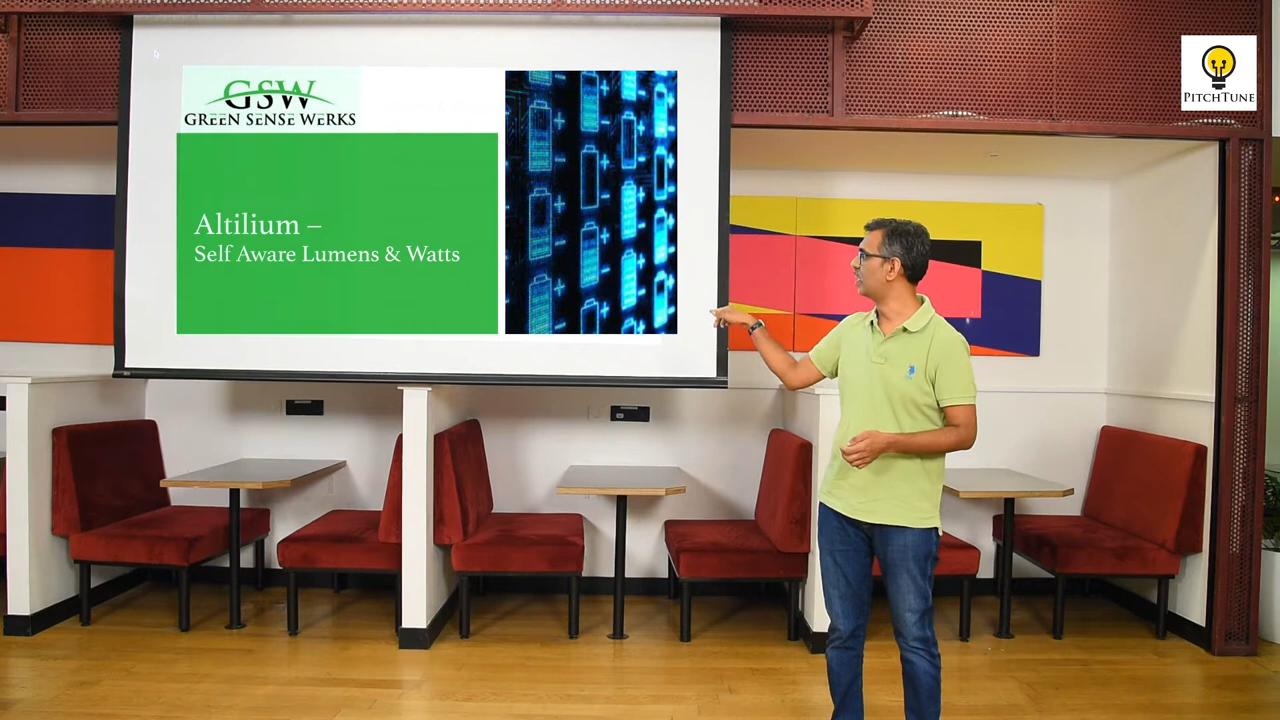 GSW
GREEN SENSE WERKS
Altilium –
Self Aware Lumens & Watts
PITCHTUNE